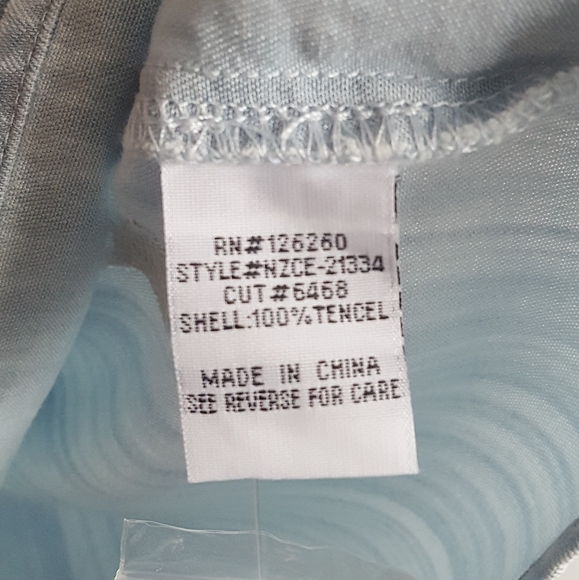 RN#126260
STYLE#NZCE-21334
CUT#6468
SHELL:100%TENCEL
MADE IN CHINA
SEE REVERSE FOR CARE